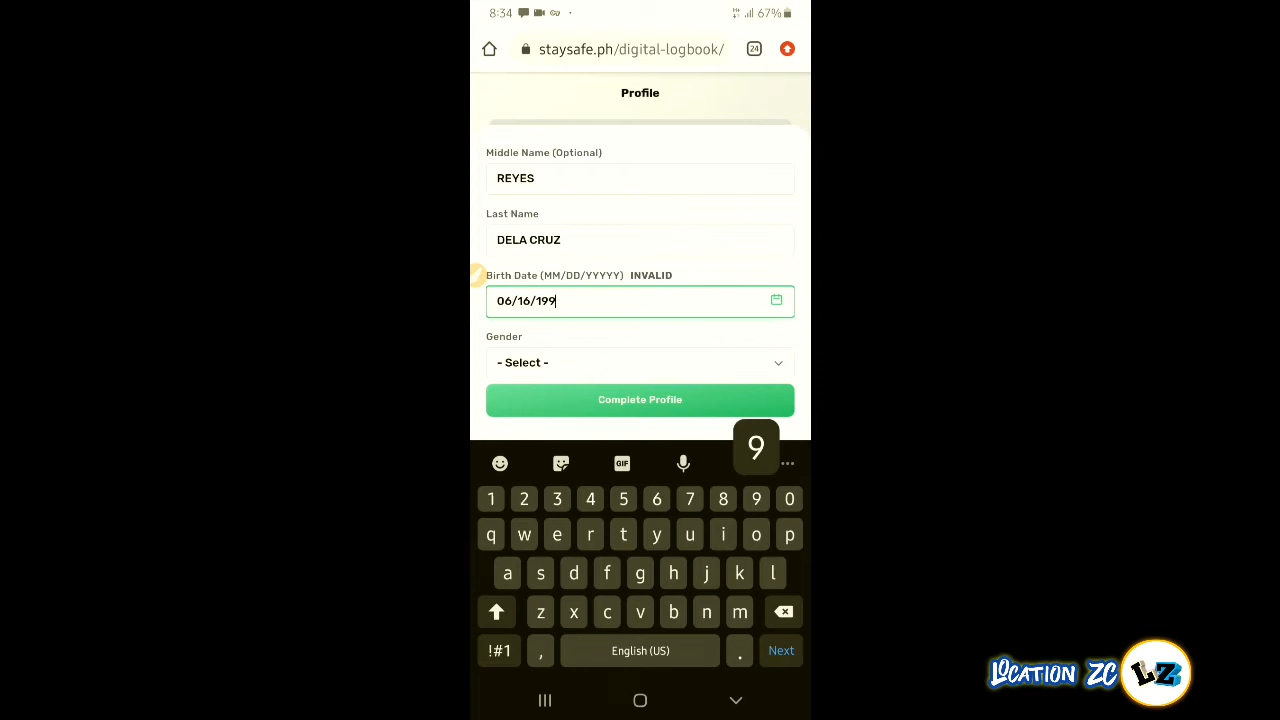 8:34 67%
staysafe.ph/digital-logbook/ 24
Profile
Middle Name (Optional)
REYES
Last Name
DELA CRUZ
Birth Date (MM/DD/YYYYY) INVALID
06/16/199
Gender
- Select -
Complete Profile
9
GIF
1 2 3 4 5 6 7 8 9 0
q w e r t y u i o p
a s d f g h j k l
z x c v b n m
!#1 , English (US) . Next
LOCATION ZC LZ